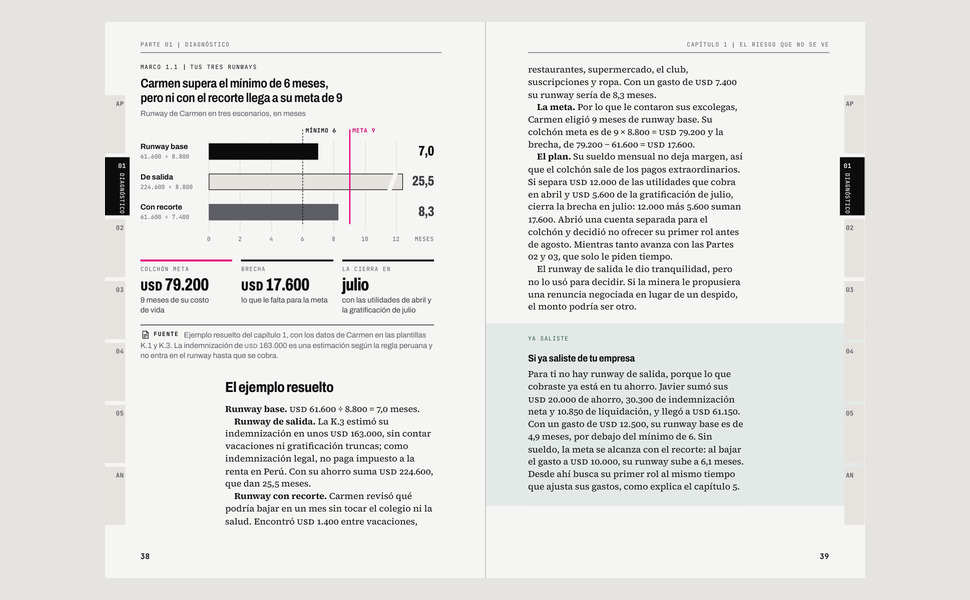 PARTE 01 | DIAGNÓSTICO
MARCO 1.1 | TUS TRES RUNWAYS
Carmen supera el mínimo de 6 meses,
pero ni con el recorte llega a su meta de 9
Runway de Carmen en tres escenarios, en meses
MÍNIMO 6 META 9
Runway base 7,0
61.600 ÷ 8.800
De salida 25,5
224.600 ÷ 8.800
Con recorte 8,3
61.600 ÷ 7.400
0 2 4 6 8 10 12 MESES
COLCHÓN META
USD 79.200
9 meses de su costo
de vida
BRECHA
USD 17.600
lo que le falta para la meta
LA CIERRA EN
julio
con las utilidades de abril y
la gratificación de julio
FUENTE Ejemplo resuelto del capítulo 1, con los datos de Carmen en las plantillas
K.1 y K.3. La indemnización de USD 163.000 es una estimación según la regla peruana y
no entra en el runway hasta que se cobra.
El ejemplo resuelto
Runway base. USD 61.600 ÷ 8.800 = 7,0 meses.
Runway de salida. La K.3 estimó su
indemnización en unos USD 163.000, sin contar
vacaciones ni gratificación truncas; como
indemnización legal, no paga impuesto a la
renta en Perú. Con su ahorro suma USD 224.600,
que dan 25,5 meses.
Runway con recorte. Carmen revisó qué
podría bajar en un mes sin tocar el colegio ni la
salud. Encontró USD 1.400 entre vacaciones,
38
AP
01 DIAGNÓSTICO
02
03
04
05
AN
CAPÍTULO 1 | EL RIESGO QUE NO SE VE
restaurantes, supermercado, el club,
suscripciones y ropa. Con un gasto de USD 7.400
su runway sería de 8,3 meses.
La meta. Por lo que le contaron sus excolegas,
Carmen eligió 9 meses de runway base. Su
colchón meta es de 9 × 8.800 = USD 79.200 y la
brecha, de 79.200 − 61.600 = USD 17.600.
El plan. Su sueldo mensual no deja margen, así
que el colchón sale de los pagos extraordinarios.
Si separa USD 12.000 de las utilidades que cobra
en abril y USD 5.600 de la gratificación de julio,
cierra la brecha en julio: 12.000 más 5.600 suman
17.600. Abrió una cuenta separada para el
colchón y decidió no ofrecer su primer rol antes
de agosto. Mientras tanto avanza con las Partes
02 y 03, que solo le piden tiempo.
El runway de salida le dio tranquilidad, pero
no lo usó para decidir. Si la minera le propusiera
una renuncia negociada en lugar de un despido,
el monto podría ser otro.
YA SALISTE
Si ya saliste de tu empresa
Para ti no hay runway de salida, porque lo que
cobraste ya está en tu ahorro. Javier sumó sus
USD 20.000 de ahorro, 30.300 de indemnización
neta y 10.850 de liquidación, y llegó a USD 61.150.
Con un gasto de USD 12.500, su runway base es de
4,9 meses, por debajo del mínimo de 6. Sin
sueldo, la meta se alcanza con el recorte: al bajar
el gasto a USD 10.000, su runway sube a 6,1 meses.
Desde ahí busca su primer rol al mismo tiempo
que ajusta sus gastos, como explica el capítulo 5.
39
AP
01 DIAGNÓSTICO
02
03
04
05
AN